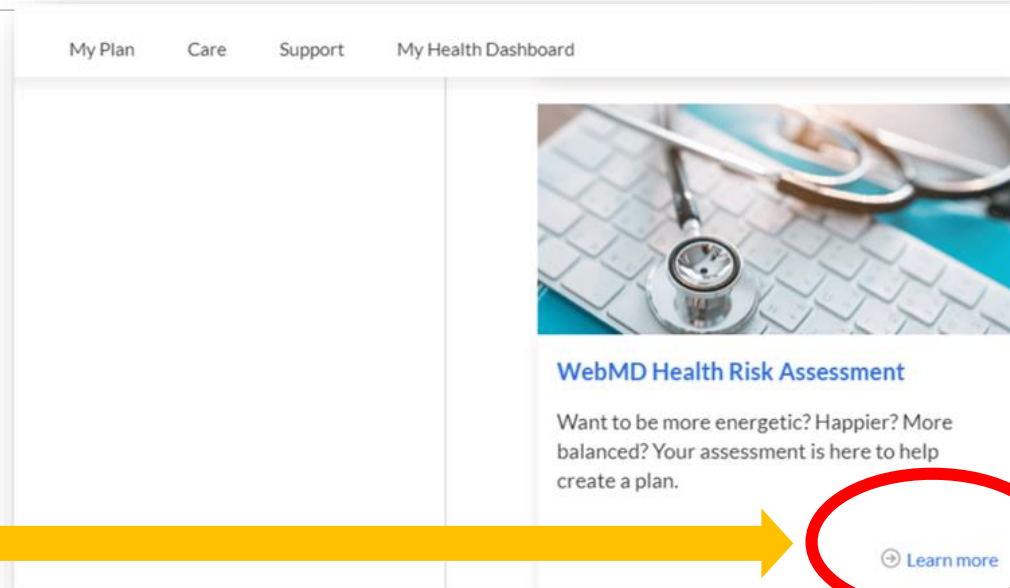 My Plan Care Support My Health Dashboard
WebMD Health Risk Assessment
Want to be more energetic? Happier? More
balanced? Your assessment is here to help
create a plan.
Learn more